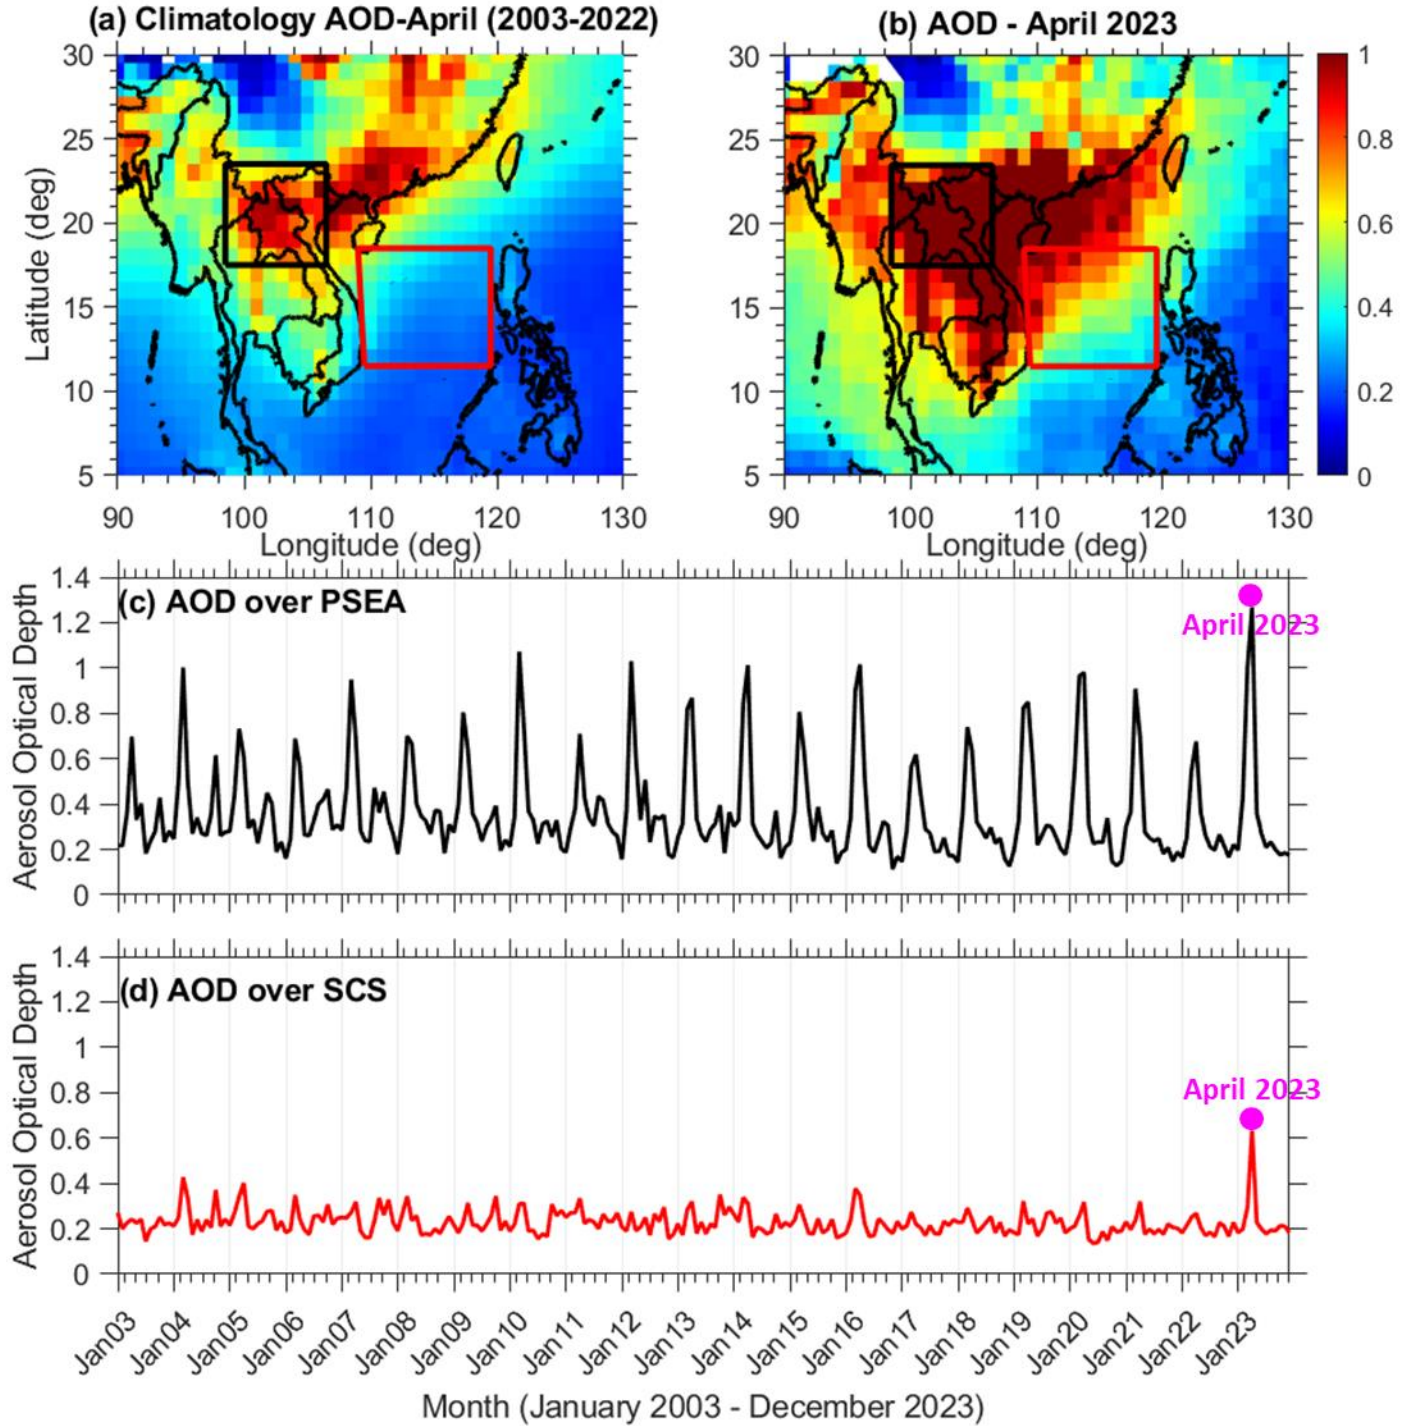 (a) Climatology AOD-April (2003-2022)
(b) AOD - April 2023
30
25
20
15
10
5
Latitude (deg)
90 100 110 120 130
Longitude (deg)
30
25
20
15
10
5
90 100 110 120 130
Longitude (deg)
1
0.8
0.6
0.4
0.2
0
(c) AOD over PSEA
April 2023
1.4
1.2
1
0.8
0.6
0.4
0.2
0
Aerosol Optical Depth
(d) AOD over SCS
April 2023
1.4
1.2
1
0.8
0.6
0.4
0.2
0
Aerosol Optical Depth
Jan03 Jan04 Jan05 Jan06 Jan07 Jan08 Jan09 Jan10 Jan11 Jan12 Jan13 Jan14 Jan15 Jan16 Jan17 Jan18 Jan19 Jan20 Jan21 Jan22 Jan23
Month (January 2003 - December 2023)